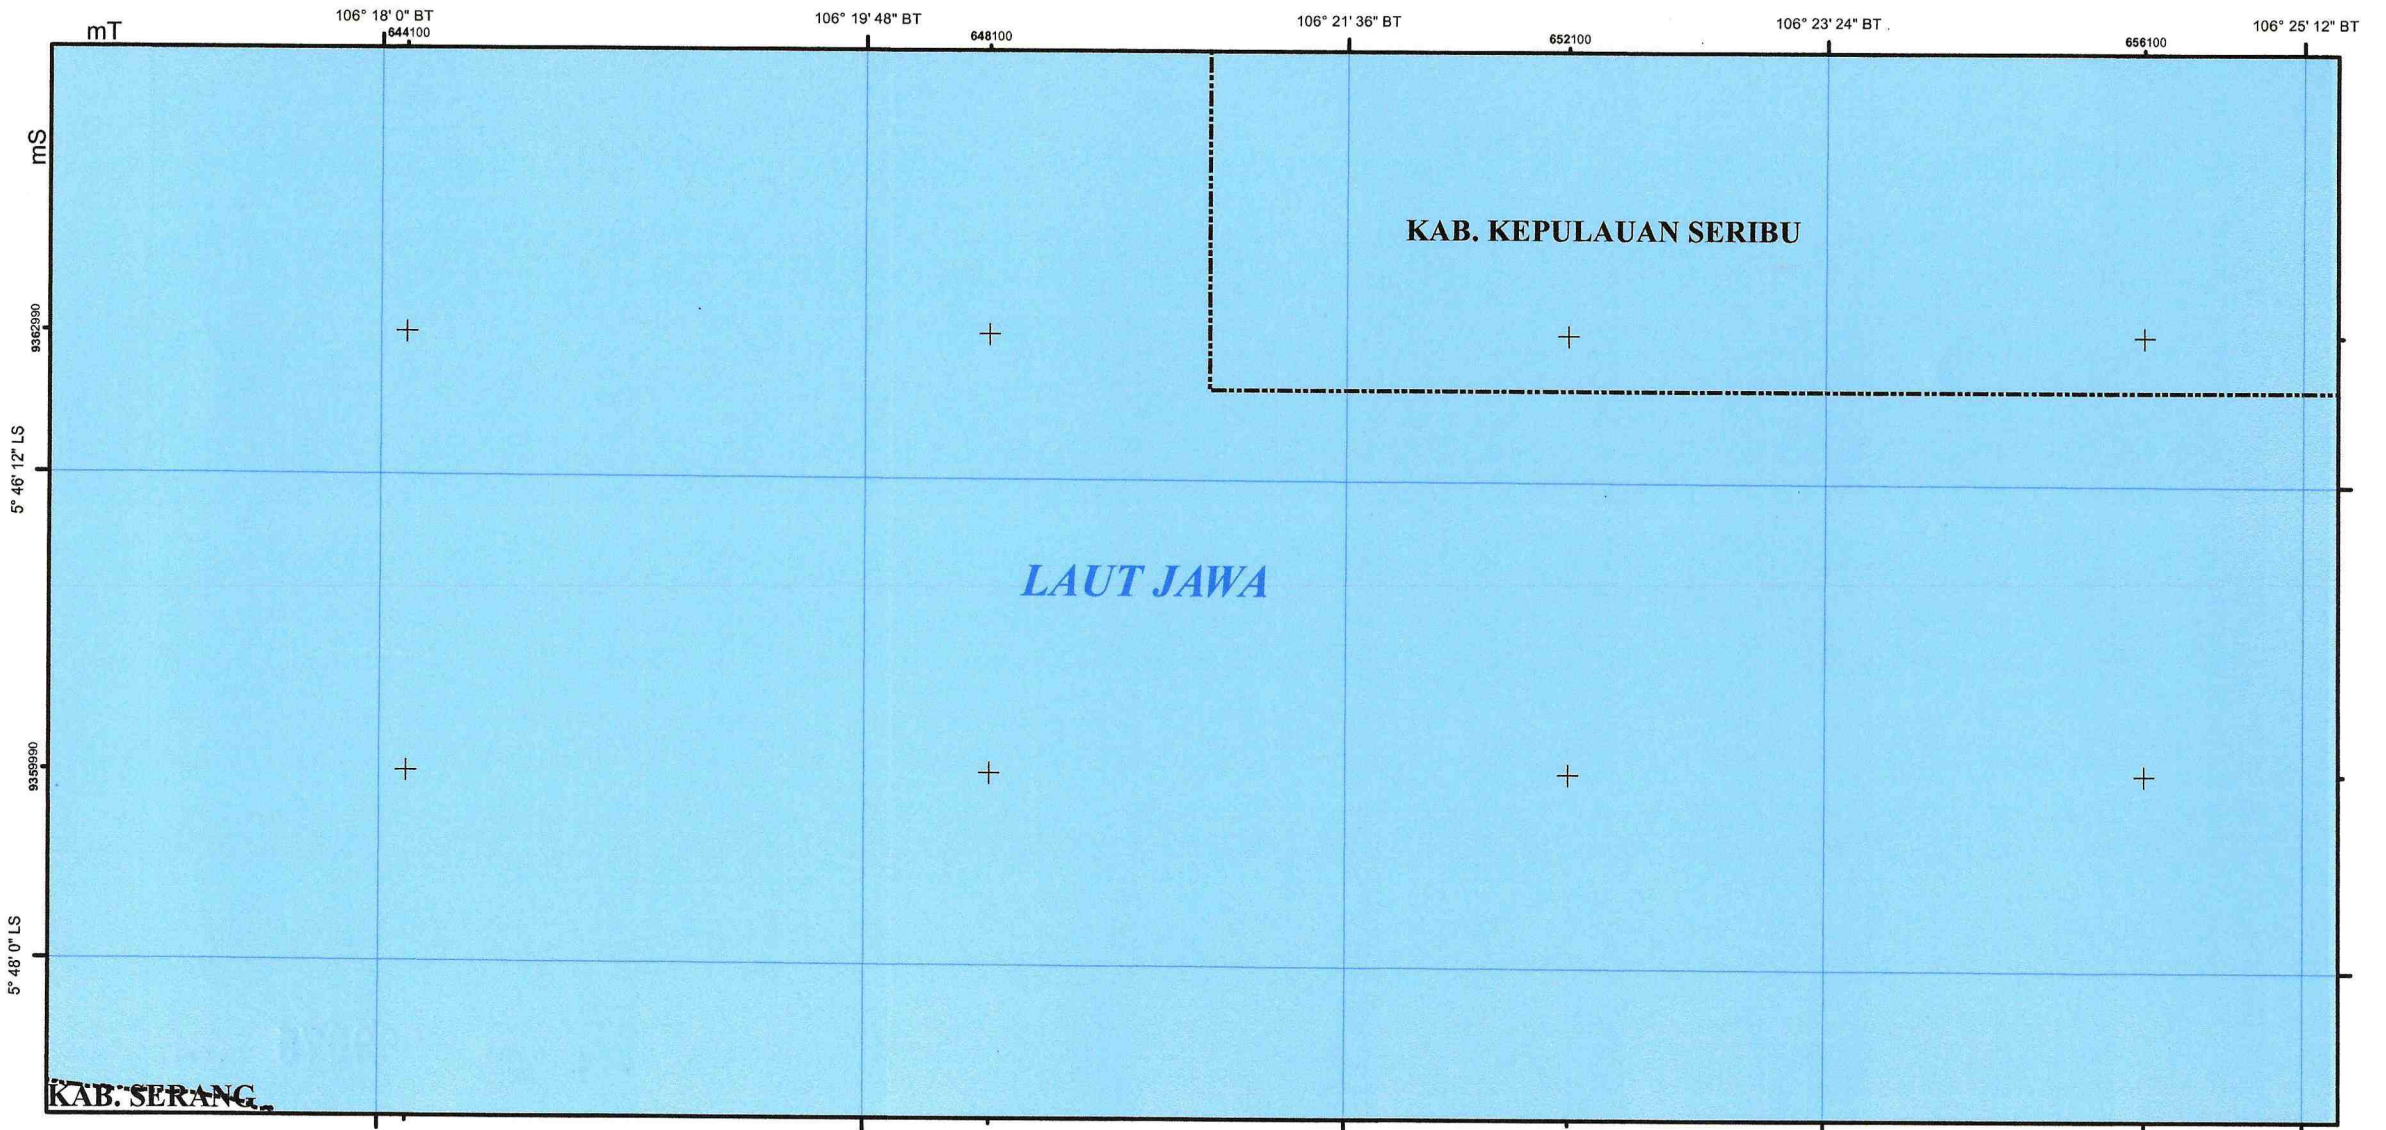 106° 18' 0" BT
106° 19' 48" BT
106° 21' 36" BT
106° 23' 24" BT
106° 25' 12" BT
mT
644100
648100
652100
656100
mS
KAB. KEPULAUAN SERIBU
9362990
5° 46' 12" LS
LAUT JAWA
9359990
5° 48' 0" LS
KAB. SERANG